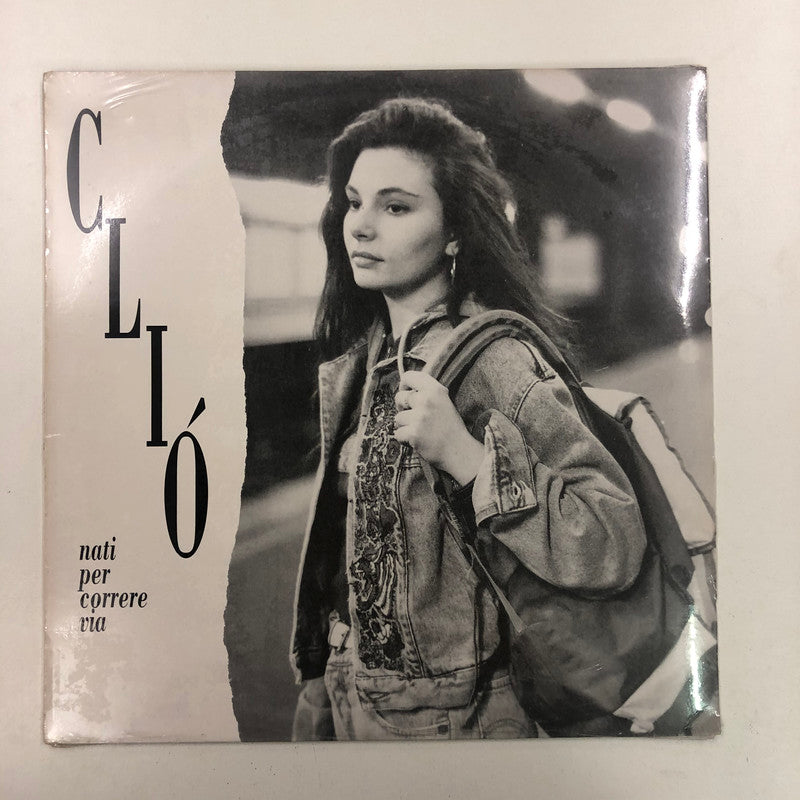 CLIÓ
nati
per
correre
via